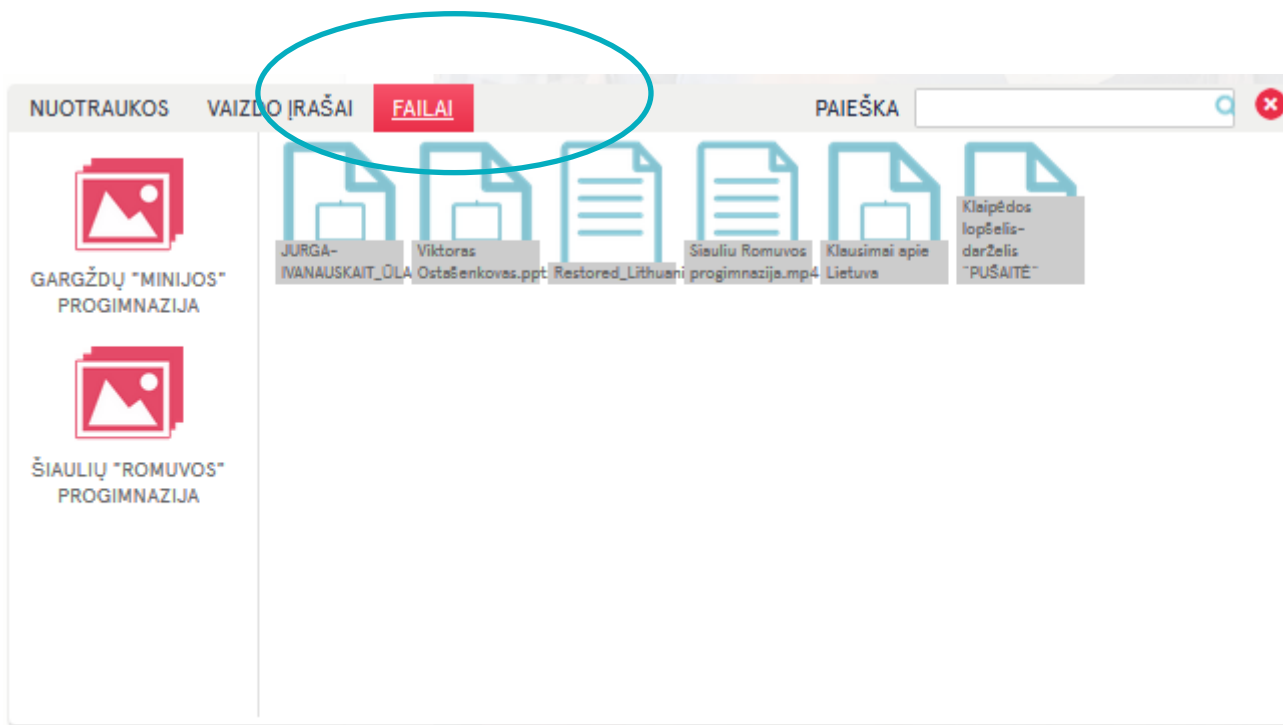 NUOTRAUKOS VAIZDO ĮRAŠAI FAILAI PAIEŠKA
GARGŽDŲ "MINIJOS"
PROGIMNAZIJA
ŠIAULIŲ "ROMUVOS"
PROGIMNAZIJA
JURGA-
IVANAUSKAIT_ŪLA
Viktoras
Ostašenkovas.ppt
Restored_Lithuani
Siauliu Romuvos
progimnazija.mp4
Klausimai apie
Lietuva
Klaipėdos
lopšelis-
darželis
"PUŠAITĖ"